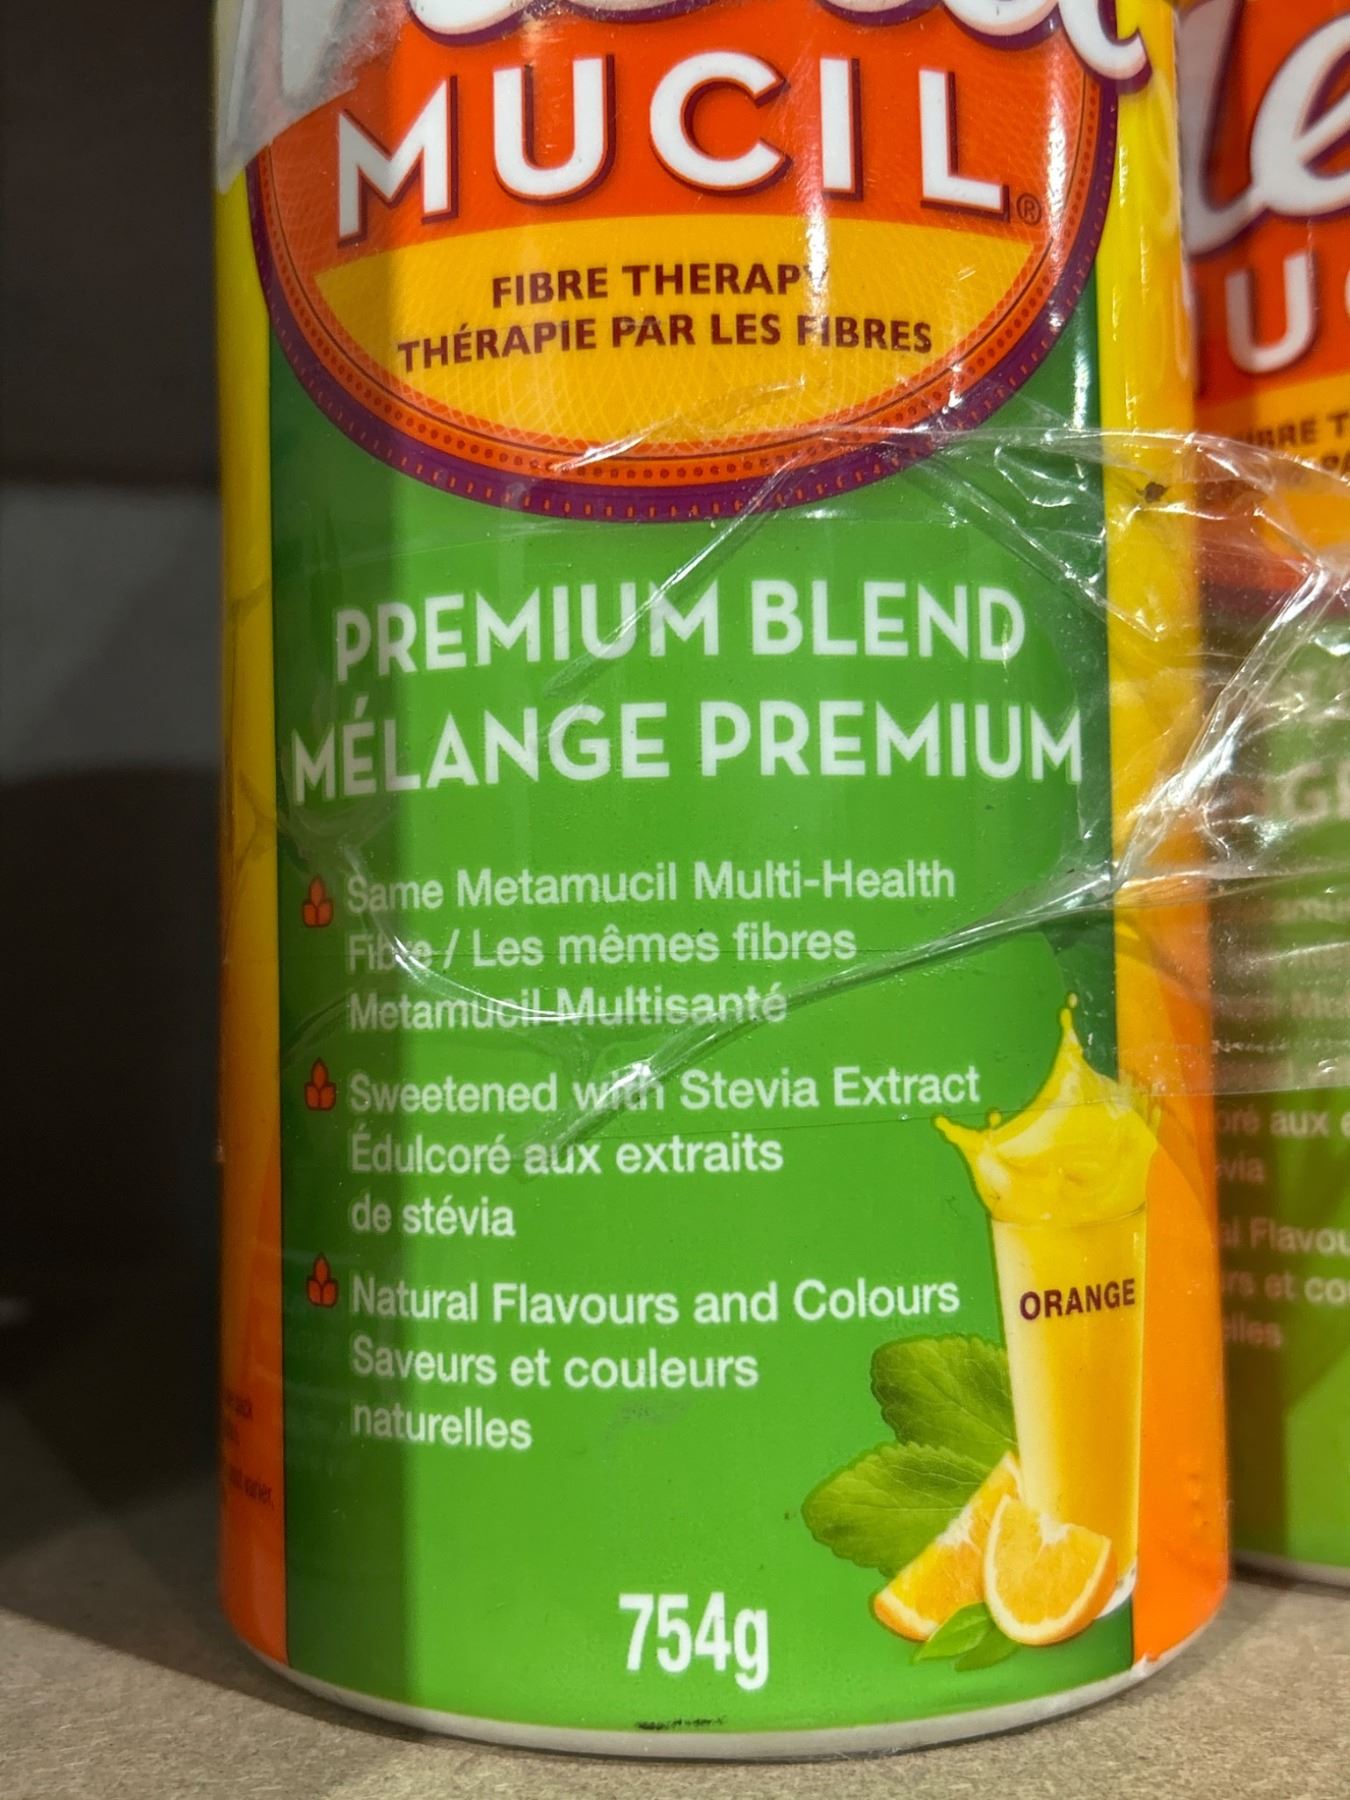 MUCIL®
FIBRE THERAPY
THÉRAPIE PAR LES FIBRES
PREMIUM BLEND
MÉLANGE PREMIUM
Same Metamucil Multi-Health
Fibre / Les mêmes fibres
Metamucil Multisanté
Sweetened with Stevia Extract
Édulcoré aux extraits
de stévia
Natural Flavours and Colours
Saveurs et couleurs
naturelles
ORANGE
754g